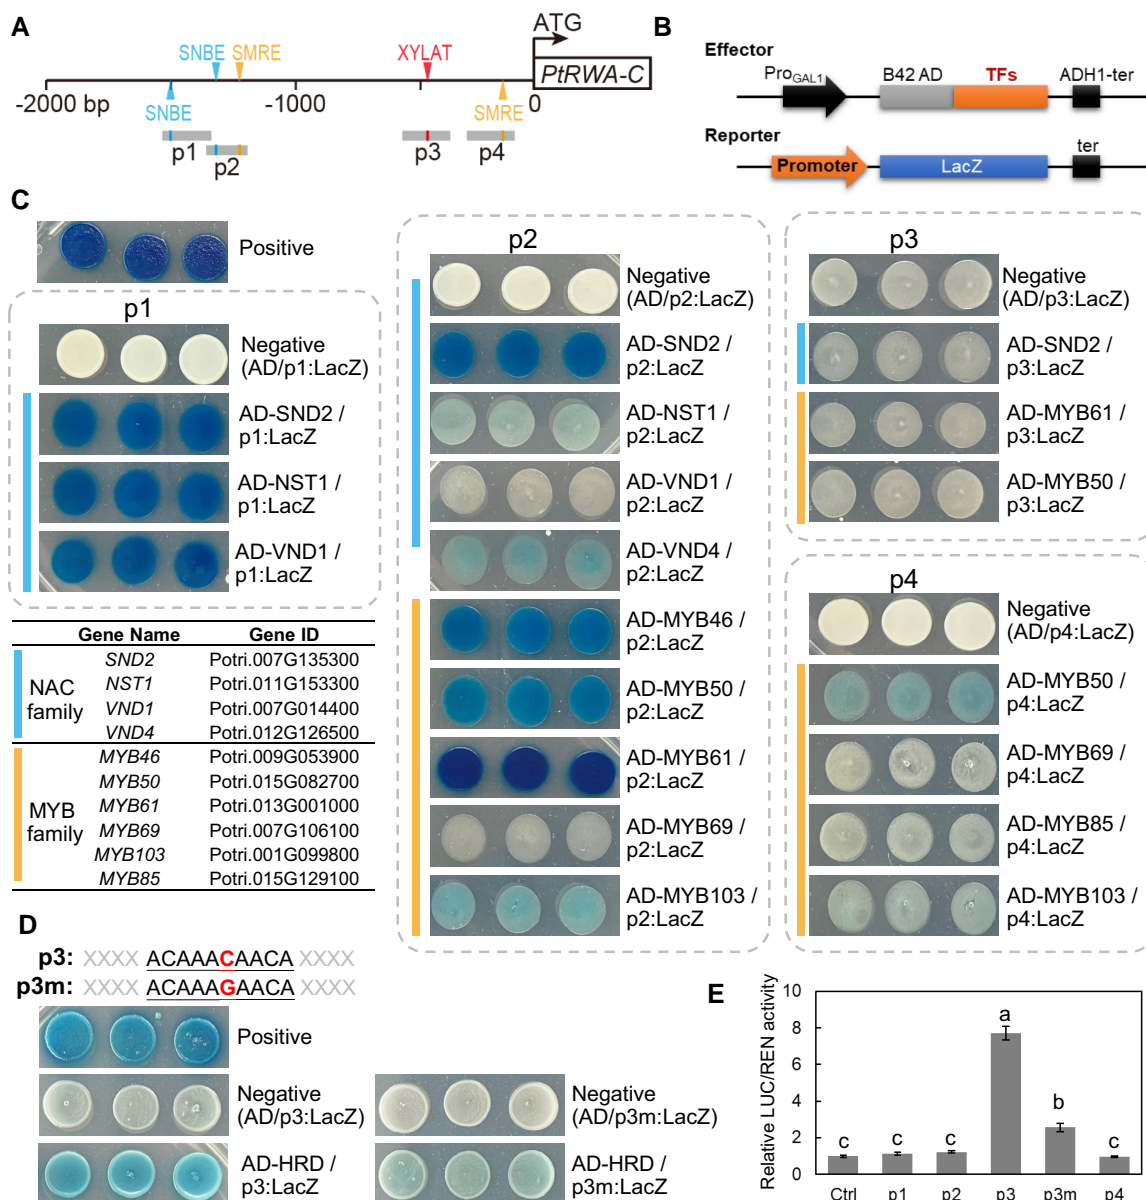 A
ATG
SNBE SMRE
XYLAT
PtRWA-C
-2000 bp
-1000
0
SNBE
SMRE
p1
p2
p3
p4
B
Effector
ProGAL1
B42 AD
TFs
ADH1-ter
Reporter
Promoter
LacZ
ter
C
Positive
p1
Negative
(AD/p1:LacZ)
AD-SND2 /
p1:LacZ
AD-NST1 /
p1:LacZ
AD-VND1 /
p1:LacZ
Gene Name Gene ID
NAC
family
SND2 Potri.007G135300
NST1 Potri.011G153300
VND1 Potri.007G014400
VND4 Potri.012G126500
MYB
family
MYB46 Potri.009G053900
MYB50 Potri.015G082700
MYB61 Potri.013G001000
MYB69 Potri.007G106100
MYB103 Potri.001G099800
MYB85 Potri.015G129100
p2
Negative
(AD/p2:LacZ)
AD-SND2 /
p2:LacZ
AD-NST1 /
p2:LacZ
AD-VND1 /
p2:LacZ
AD-VND4 /
p2:LacZ
AD-MYB46 /
p2:LacZ
AD-MYB50 /
p2:LacZ
AD-MYB61 /
p2:LacZ
AD-MYB69 /
p2:LacZ
AD-MYB103 /
p2:LacZ
p3
Negative
(AD/p3:LacZ)
AD-SND2 /
p3:LacZ
AD-MYB61 /
p3:LacZ
AD-MYB50 /
p3:LacZ
p4
Negative
(AD/p4:LacZ)
AD-MYB50 /
p4:LacZ
AD-MYB69 /
p4:LacZ
AD-MYB85 /
p4:LacZ
AD-MYB103 /
p4:LacZ
D
p3: XXXX ACAAACAACA XXXX
p3m: XXXX ACAAAGAACA XXXX
Positive
Negative
(AD/p3:LacZ)
AD-HRD /
p3:LacZ
Negative
(AD/p3m:LacZ)
AD-HRD /
p3m:LacZ
E
Relative LUC/REN activity
10
8
6
4
2
0
c
c
c
a
b
c
Ctrl p1 p2 p3 p3m p4